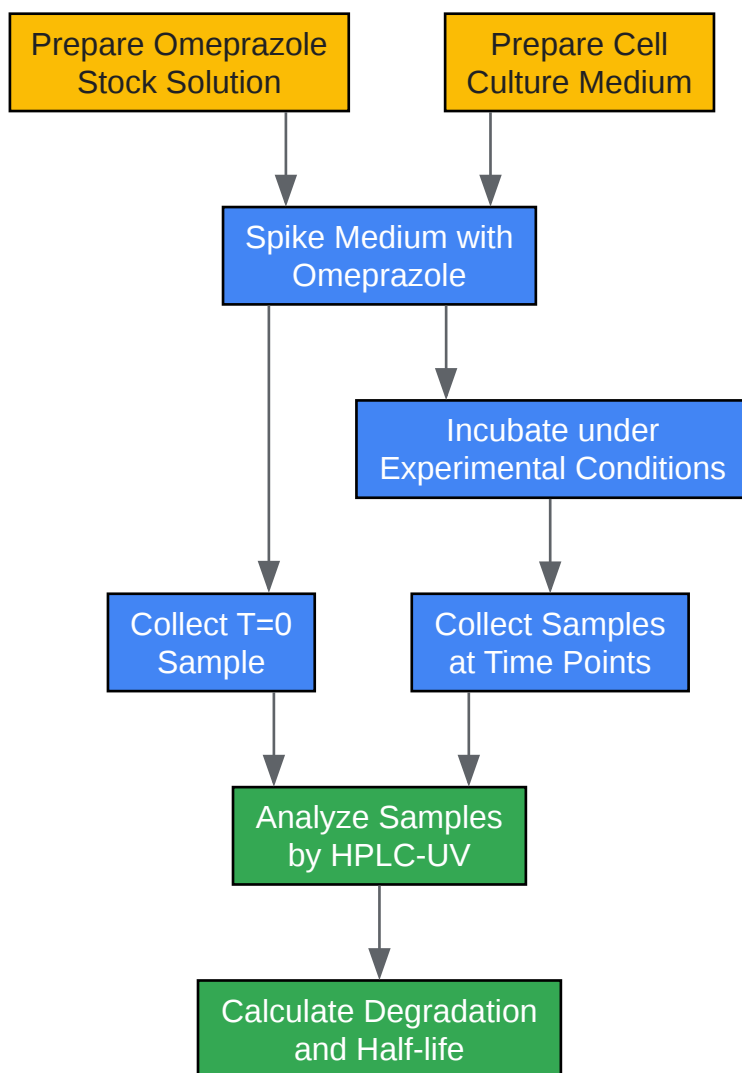 Prepare Omeprazole
Stock Solution
Prepare Cell
Culture Medium
Spike Medium with
Omeprazole
Incubate under
Experimental Conditions
Collect T=0
Sample
Collect Samples
at Time Points
Analyze Samples
by HPLC-UV
Calculate Degradation
and Half-life